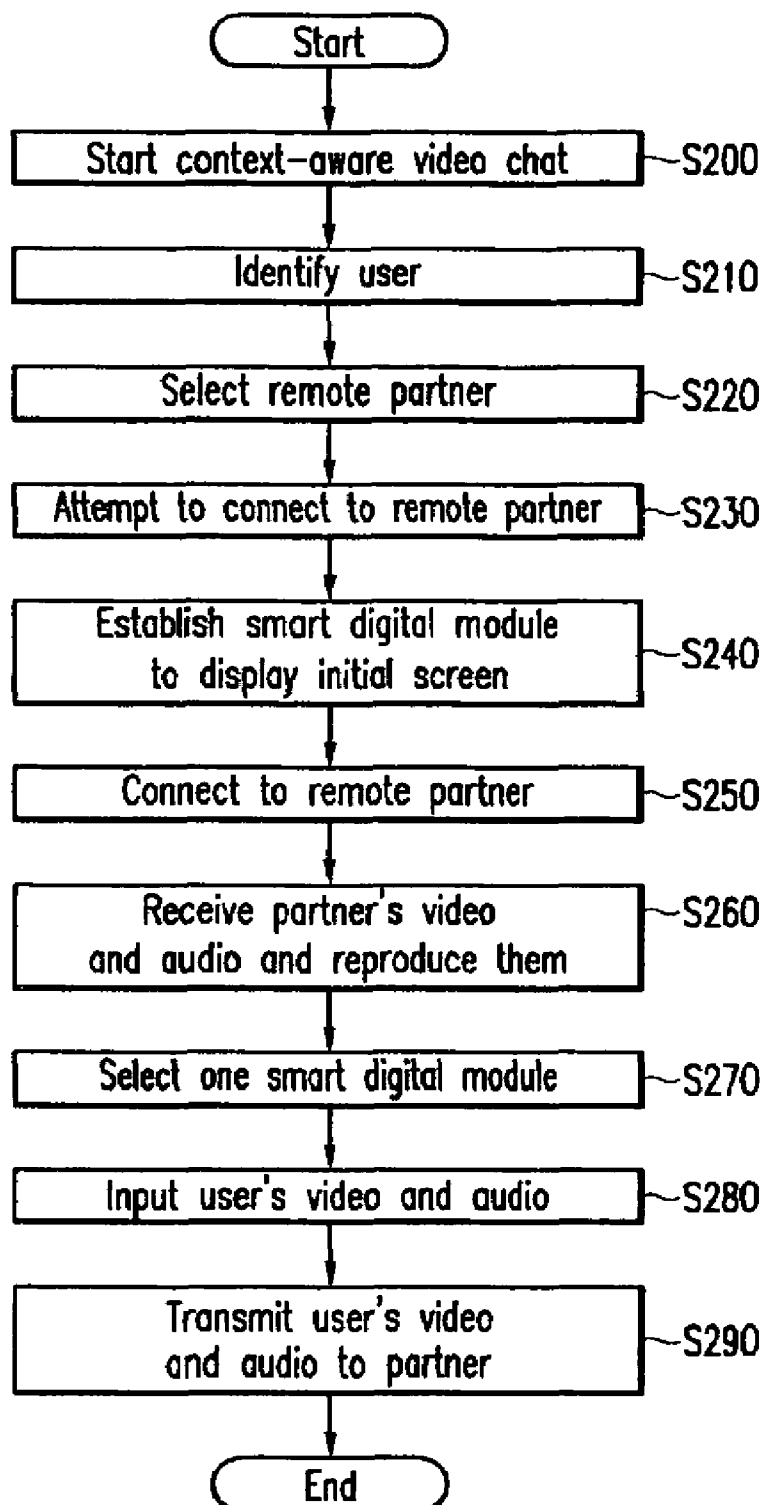 Start
Start context-aware video chat
S200
Identify user
S210
Select remote partner
S220
Attempt to connect to remote partner
S230
Establish smart digital module
to display initial screen
S240
Connect to remote partner
S250
Receive partner's video
and audio and reproduce them
S260
Select one smart digital module
S270
Input user's video and audio
S280
Transmit user's video
and audio to partner
S290
End